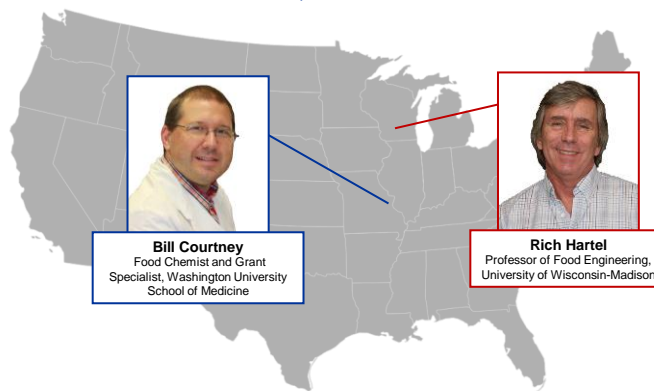 Bill Courtney
Food Chemist and Grant
Specialist, Washington University
School of Medicine
Rich Hartel
Professor of Food Engineering,
University of Wisconsin-Madison